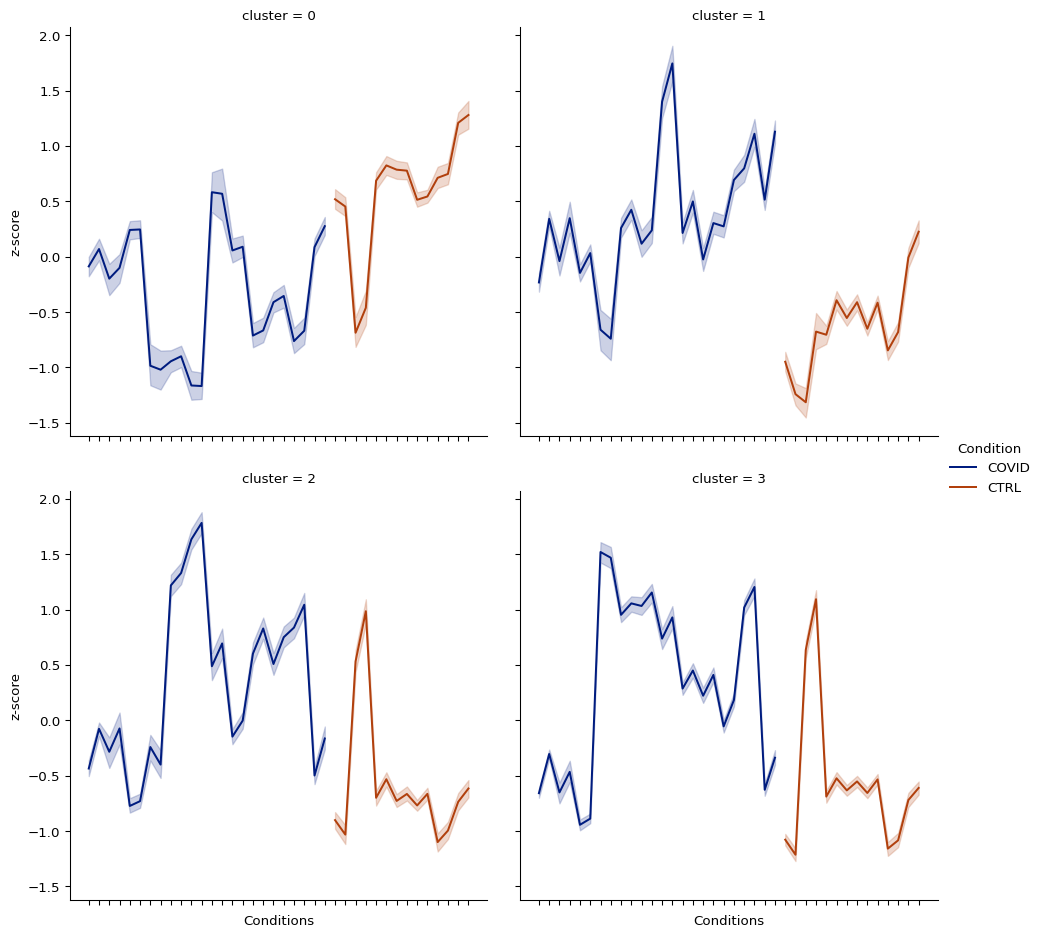 cluster = 0
cluster = 1
2.0
1.5
1.0
0.5
0.0
−0.5
−1.0
−1.5
z-score
Condition
COVID
CTRL
cluster = 2
cluster = 3
2.0
1.5
1.0
0.5
0.0
−0.5
−1.0
−1.5
z-score
Conditions
Conditions